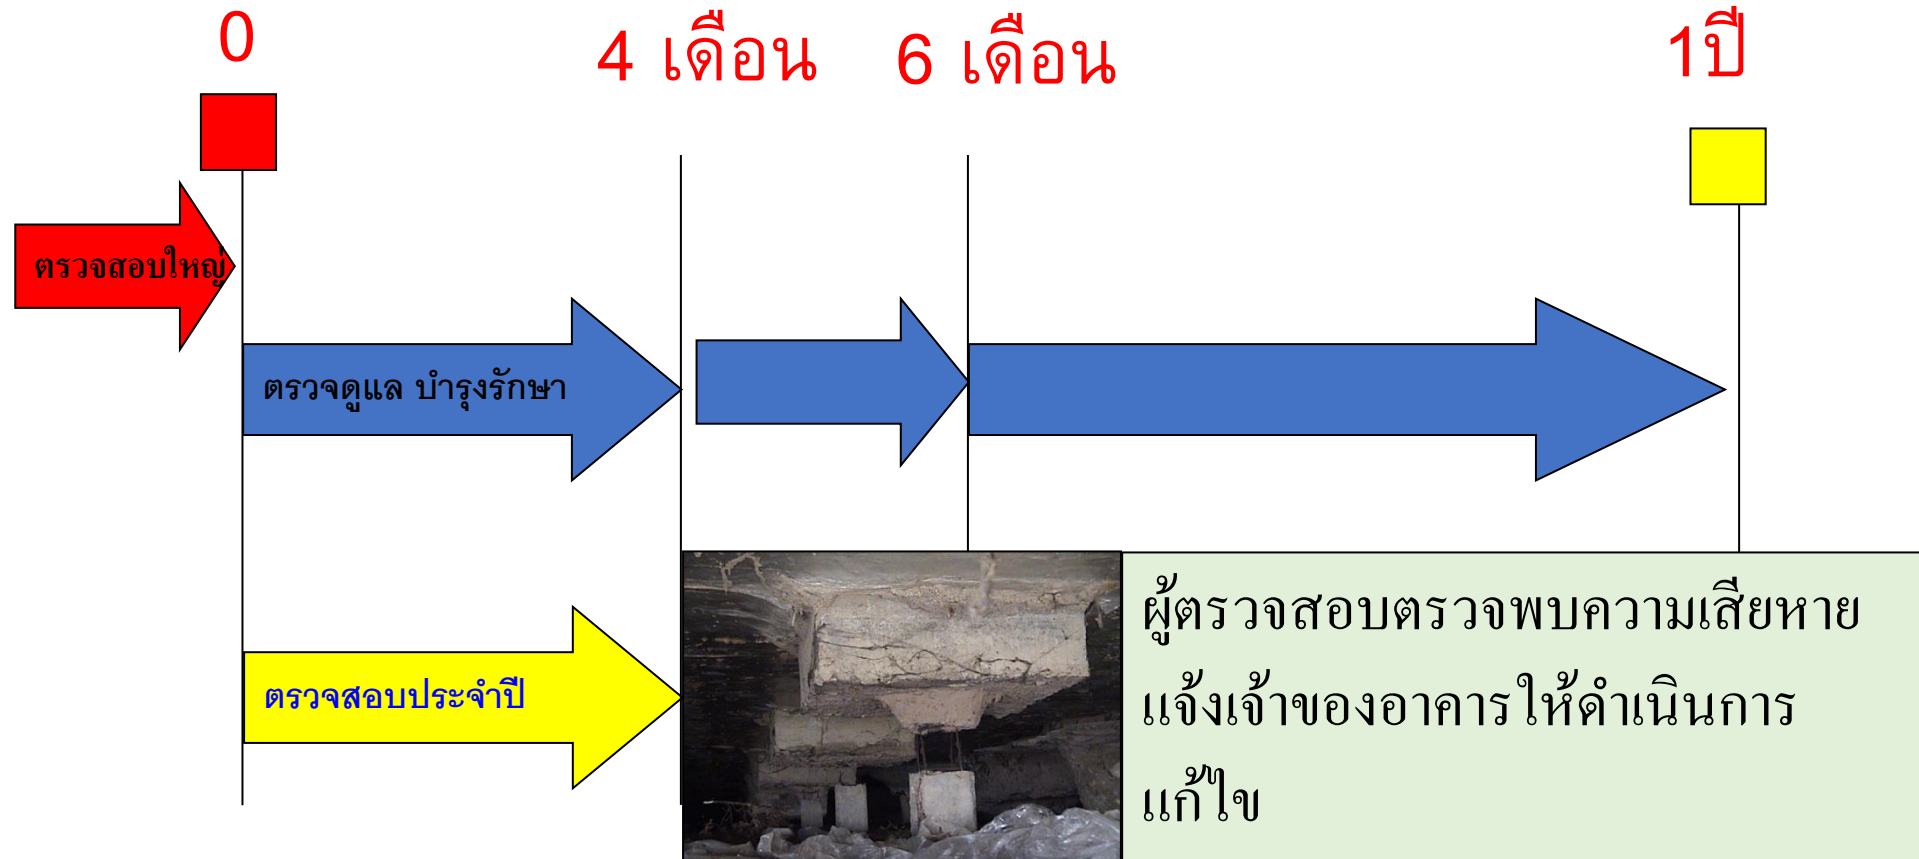 0
4 เดือน
6 เดือน
1ปี
ตรวจสอบใหญ่
ตรวจดูแล บำรุงรักษา
ตรวจสอบประจำปี
ผู้ตรวจสอบตรวจพบความเสียหาย
แจ้งเจ้าของอาคาร ให้ดำเนินการ
แก้ไข